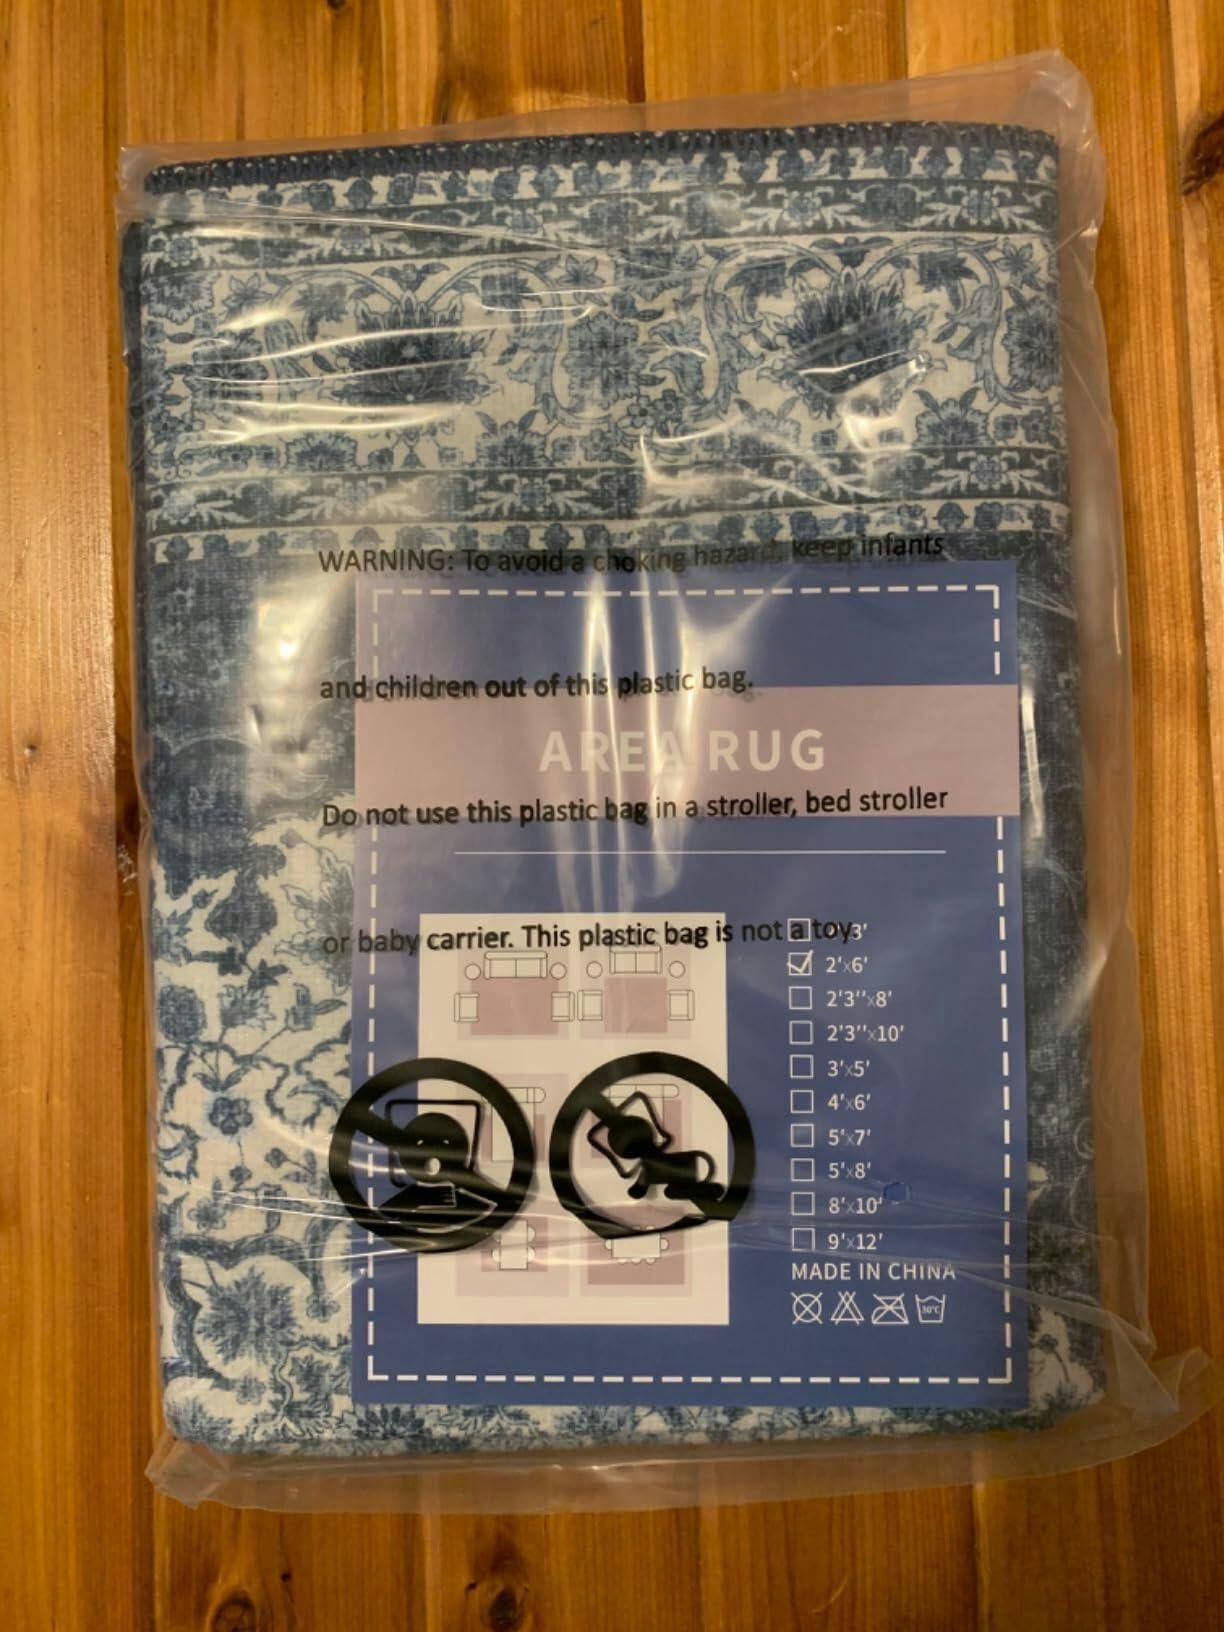 WARNING: To avoid a choking hazard, keep infants
and children out of this plastic bag.
AREA RUG
Do not use this plastic bag in a stroller, bed stroller
or baby carrier. This plastic bag is not a toy.
2'x6'
2'3''x8'
2'3''x10'
3'x5'
4'x6'
5'x7'
5'x8'
8'x10'
9'x12'
MADE IN CHINA
30°C